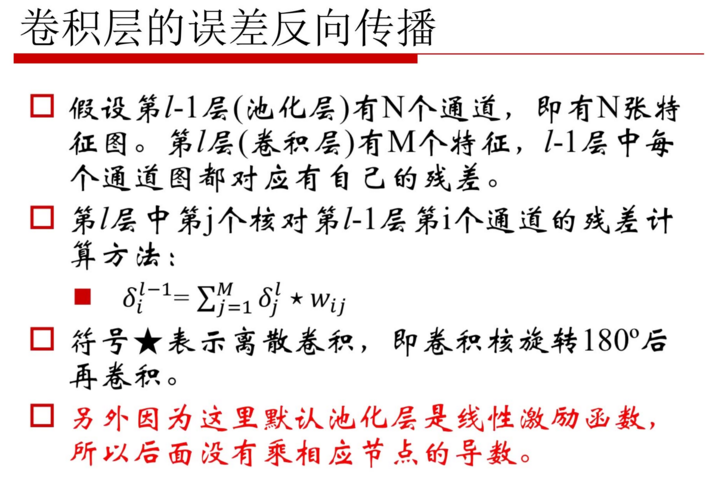 卷积层的误差反向传播
假设第l-1层(池化层)有N个通道，即有N张特
征图。第l层(卷积层)有M个特征，l-1层中每
个通道图都对应有自己的残差。
第l层中第j个核对第l-1层第i个通道的残差计
算方法：
δ_i^{l−1}=∑_{j=1}^{M} δ_j^l ⋆ w_{ij}
符号★表示离散卷积，即卷积核旋转180º后
再卷积。
另外因为这里默认池化层是线性激励函数，
所以后面没有乘相应节点的导数。